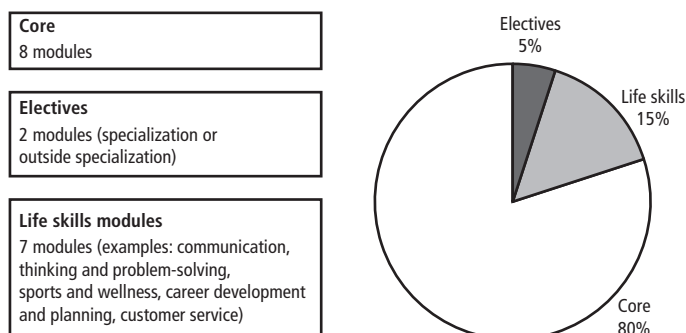 Core
8 modules
Electives
2 modules (specialization or
outside specialization)
Life skills modules
7 modules (examples: communication,
thinking and problem-solving,
sports and wellness, career development
and planning, customer service)
Electives
5%
Life skills
15%
Core
80%